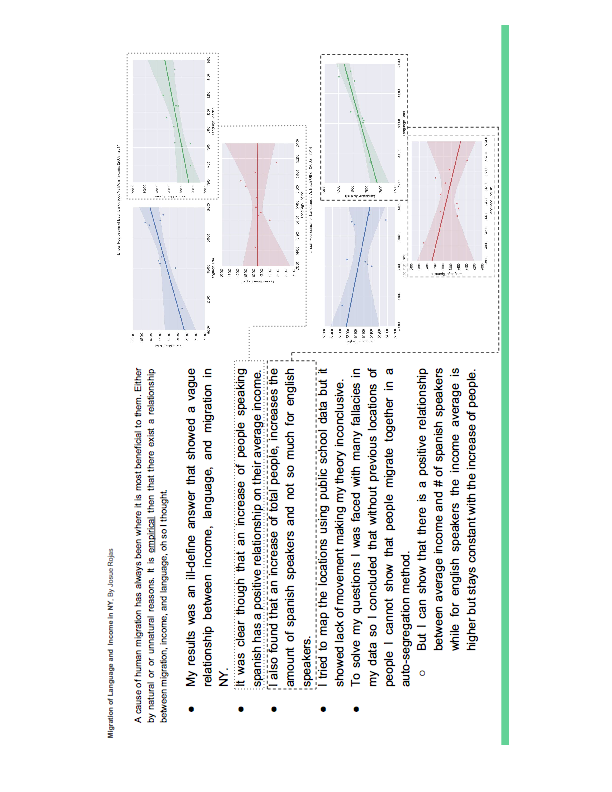 Migration of Language and Income in NY, By Josue Rojas
A cause of human migration has always been where it is most beneficial to them. Either
by natural or or unnatural reasons. It is empirical then that there exist a relationship
between migration, income, and language, oh so I thought.
● My results was an ill-define answer that showed a vague
relationship between income, language, and migration in
NY.
● It was clear though that an increase of people speaking
spanish has a positive relationship on their average income.
● I also found that an increase of total people, increases the
amount of spanish speakers and not so much for english
speakers.
● I tried to map the locations using public school data but it
showed lack of movement making my theory inconclusive.
● To solve my questions I was faced with many fallacies in
my data so I concluded that without previous locations of
people I cannot show that people migrate together in a
auto-segregation method.
○ But I can show that there is a positive relationship
between average income and # of spanish speakers
while for english speakers the income average is
higher but stays constant with the increase of people.